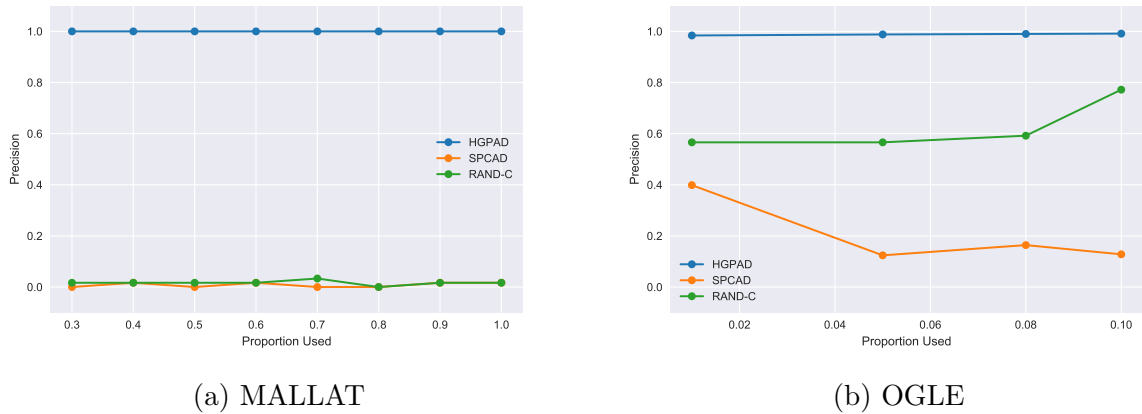 1.0
0.8
0.6
0.4
0.2
0.0
Precision
HGPAD
SPCAD
RAND-C
0.3 0.4 0.5 0.6 0.7 0.8 0.9 1.0
Proportion Used
(a) MALLAT
1.0
0.8
0.6
0.4
0.2
0.0
Precision
HGPAD
SPCAD
RAND-C
0.02 0.04 0.06 0.08 0.10
Proportion Used
(b) OGLE